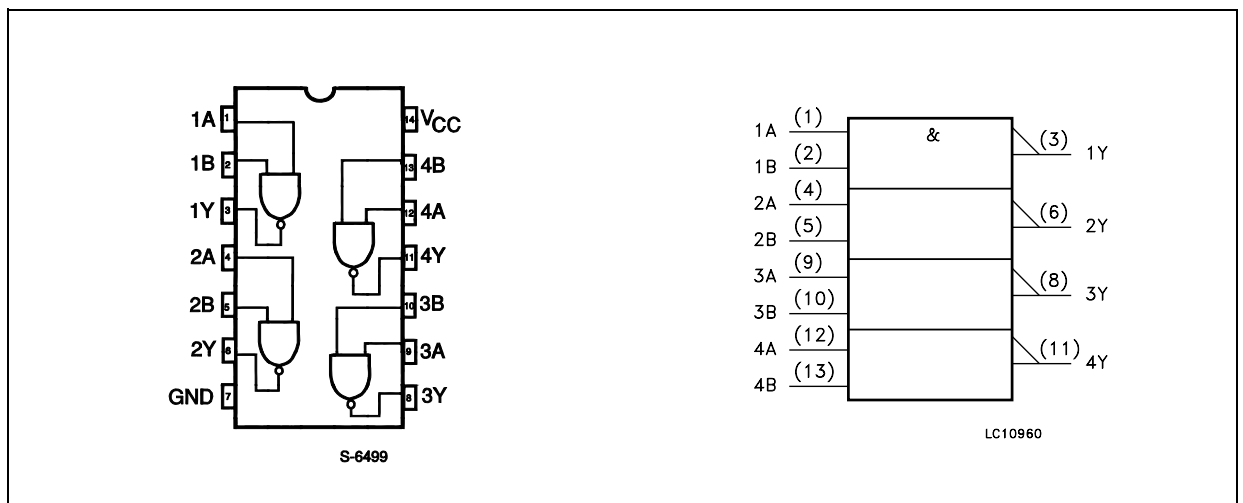 1A 1
1B 2
1Y 3
2A 4
2B 5
2Y 6
GND 7
14 VCC
13 4B
12 4A
11 4Y
10 3B
9 3A
8 3Y
S-6499
&
1A (1)
1B (2)
2A (4)
2B (5)
3A (9)
3B (10)
4A (12)
4B (13)
(3) 1Y
(6) 2Y
(8) 3Y
(11) 4Y
LC10960